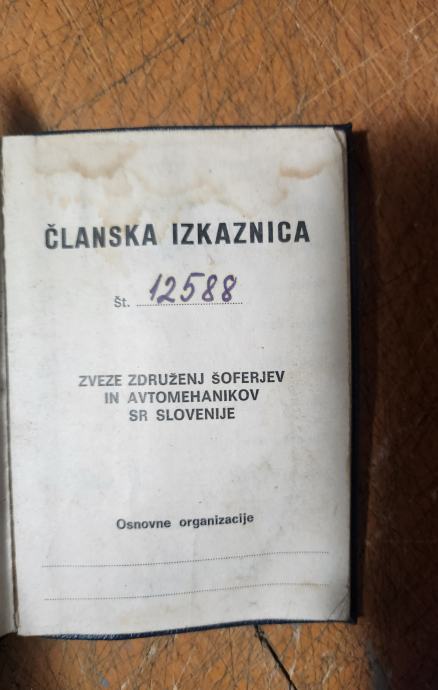 ČLANSKA IZKAZNICA
Št. 12588
ZVEZE ZDRUŽENJ ŠOFERJEV
IN AVTOMEHANIKOV
SR SLOVENIJE
Osnovne organizacije